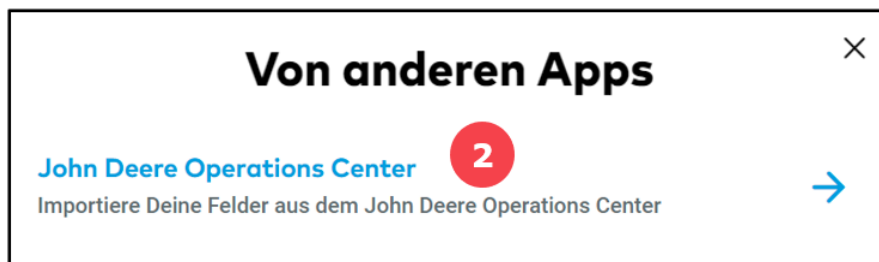 Von anderen Apps
John Deere Operations Center 2
Importiere Deine Felder aus dem John Deere Operations Center